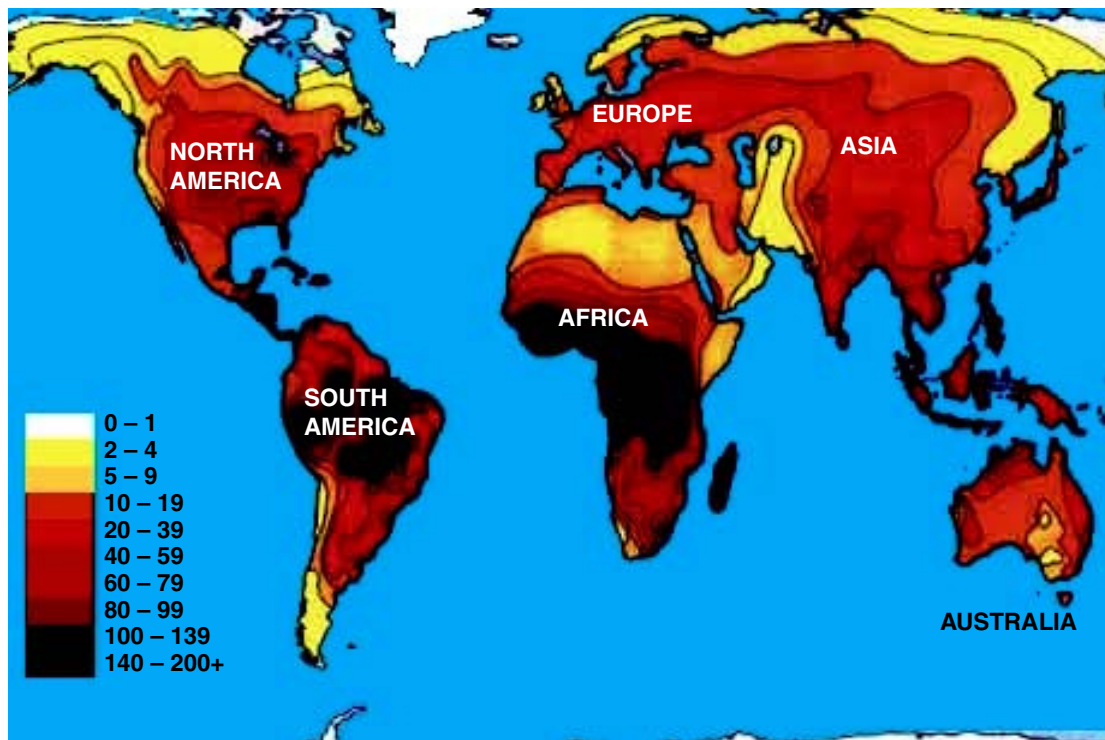 NORTH
AMERICA
EUROPE
ASIA
AFRICA
SOUTH
AMERICA
AUSTRALIA
0 – 1
2 – 4
5 – 9
10 – 19
20 – 39
40 – 59
60 – 79
80 – 99
100 – 139
140 – 200+